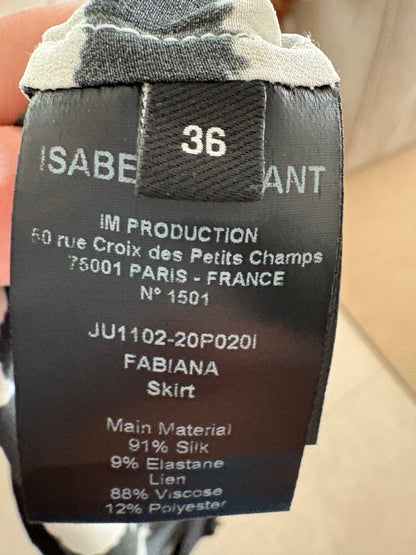 36
ISABE ANT
IM PRODUCTION
50 rue Croix des Petits Champs
75001 PARIS - FRANCE
N° 1501
JU1102-20P020I
FABIANA
Skirt
Main Material
91% Silk
9% Elastane
Lien
88% Viscose
12% Polyester